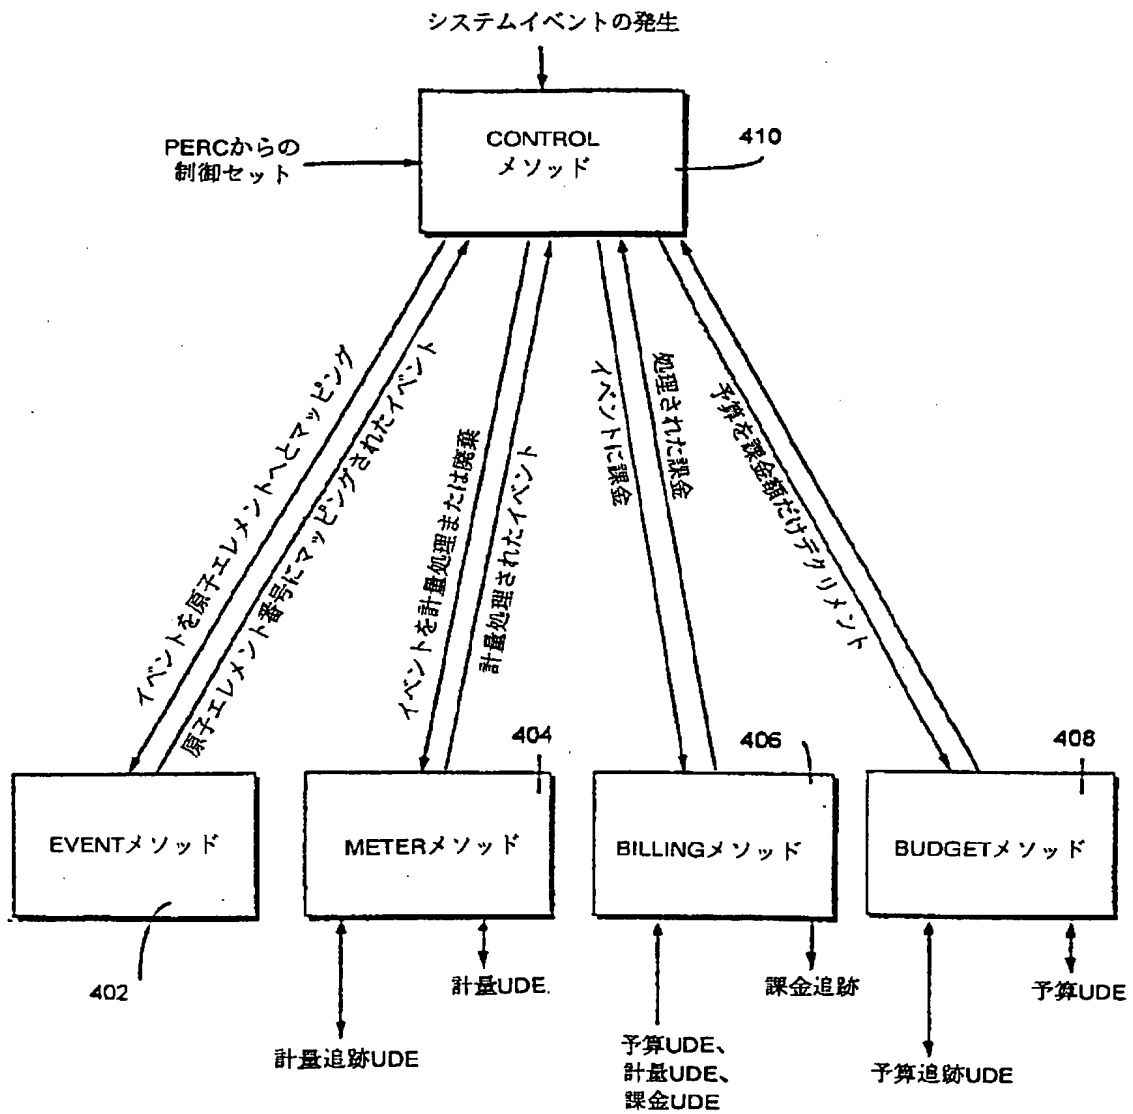 システムイベントの発生
CONTROL
メソッド
410
PERCからの
制御セット
イベントを原子エレメントへとマッピング
原子エレメント番号にマッピングされたイベント
イベントを計量処理または廃棄
計量処理されたイベント
イベントに課金
処理された課金
予算を課金額だけデクリメント
404
406
408
EVENTメソッド
METERメソッド
BILLINGメソッド
BUDGETメソッド
402
計量UDE.
計量追跡UDE
課金追跡
予算UDE、
計量UDE、
課金UDE
予算UDE
予算追跡UDE